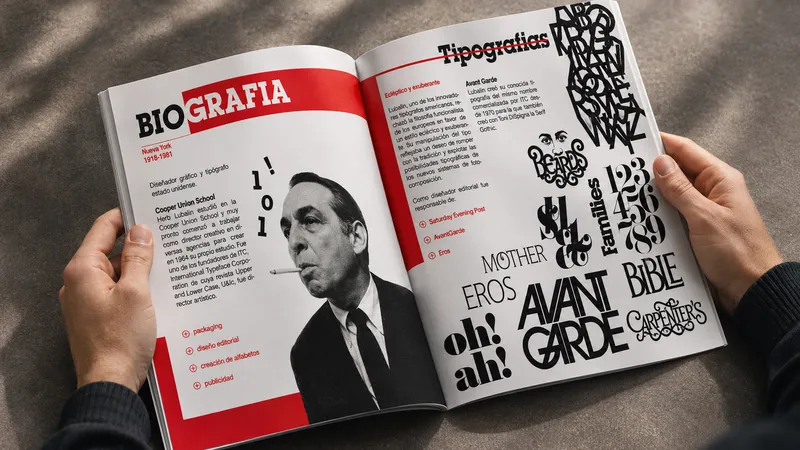 BIOGRAFIA
Nueva York
1918-1981
Diseñador gráfico y tipógrafo
estado unidense.
Cooper Union School
Herb Lubalin estudió en la
Cooper Union School y muy
pronto comenzó a trabajar
como director creativo en di-
versas agencias para crear
en 1964 su propio estudio. Fue
uno de los fundadores de ITC,
International Typeface Corpo-
ration de cuya revista Upper
and Lower Case, U&lc, fue di-
rector artístico.
packaging
diseño editorial
creación de alfabetos
publicidad
! l o l
Tipografias
Ecléptico y exuberante
Lubalin, uno de los innovado-
res tipógrafos americanos, re-
chazó la filosofía funcionalista
de los europeos en favor de
un estilo ecléctico y exuberan-
te. Su manipulación del tipo
reflejaba un deseo de romper
con la tradición y explotar las
posibilidades tipográficas de
los nuevos sistemas de foto-
composición.
Como diseñador editorial fue
responsable de:
Saturday Evening Post
AvantGarde
Eros
Avant Garde
Lubalin creó su conocida ti-
pografía del mismo nombre
comercializada por ITC des-
de 1970 para la que también
creó con Toni DiSpigna la Serif
Gothic.
BEARDS
Families
123
456
789
MOTHER
EROS
oh!
ah!
AVANT
GARDE
BIBLE
CARPENTER'S